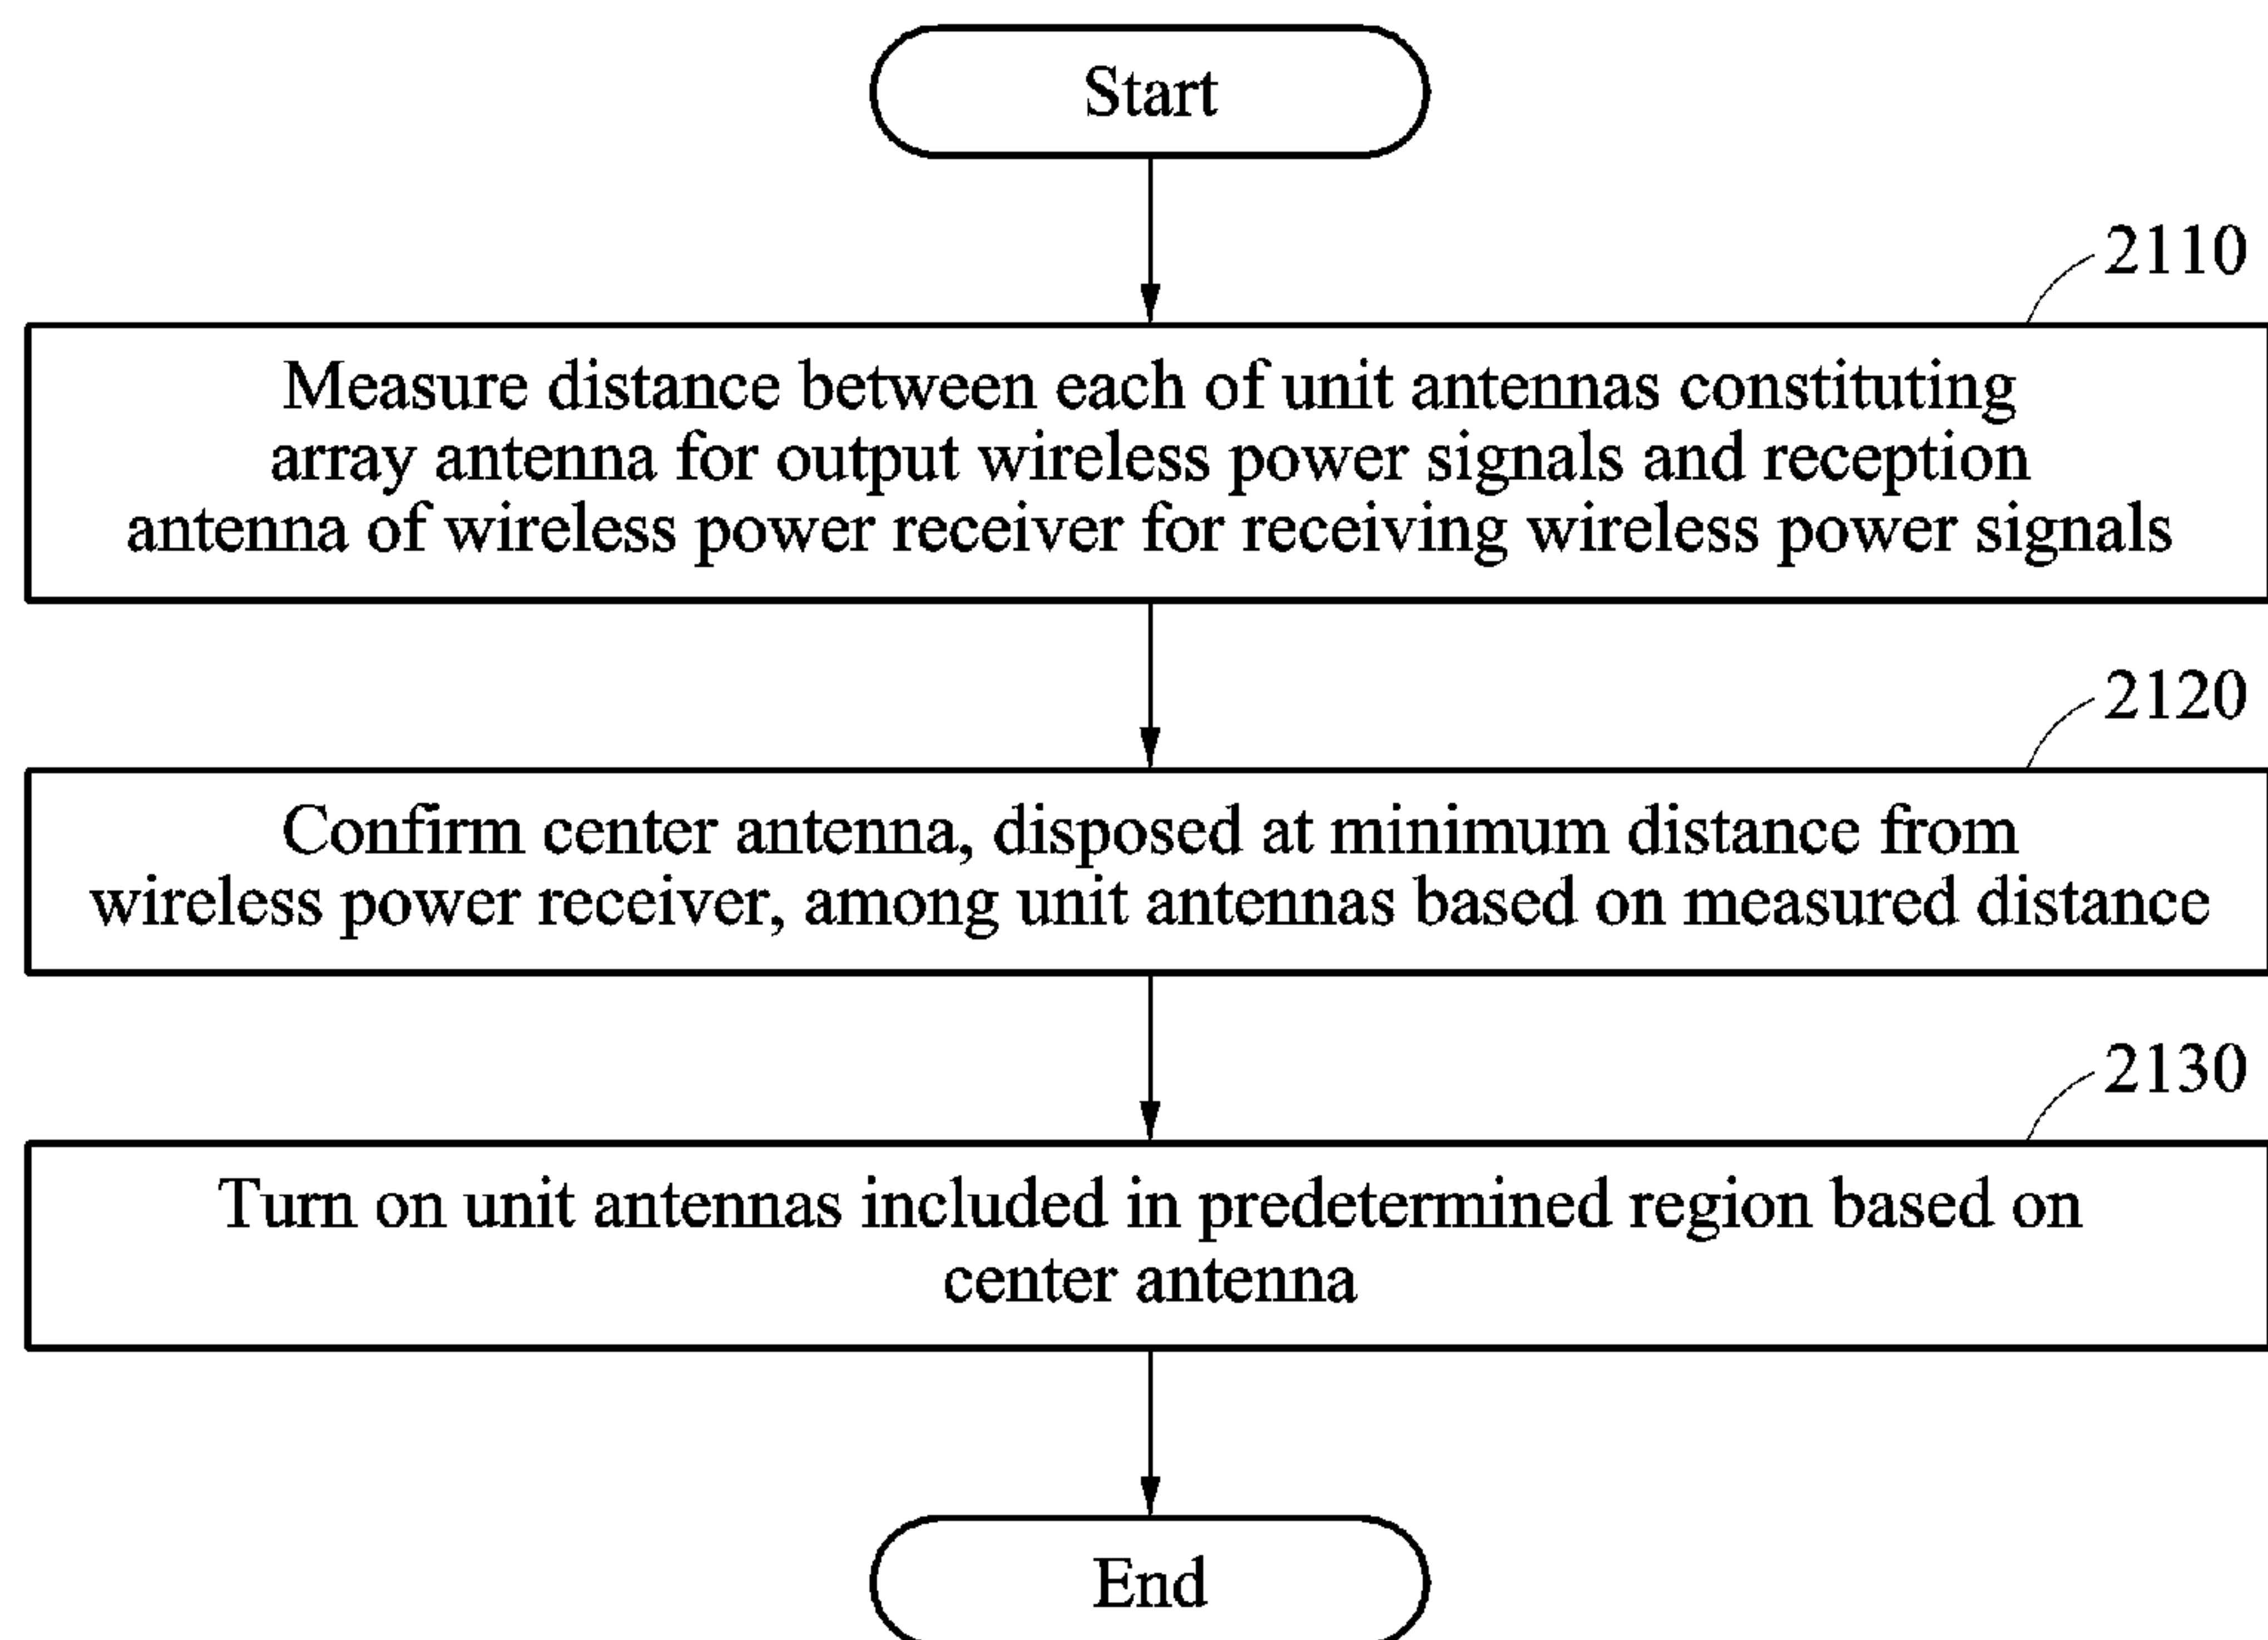 Start
2110
Measure distance between each of unit antennas constituting
array antenna for output wireless power signals and reception
antenna of wireless power receiver for receiving wireless power signals
2120
Confirm center antenna, disposed at minimum distance from
wireless power receiver, among unit antennas based on measured distance
2130
Turn on unit antennas included in predetermined region based on
center antenna
End